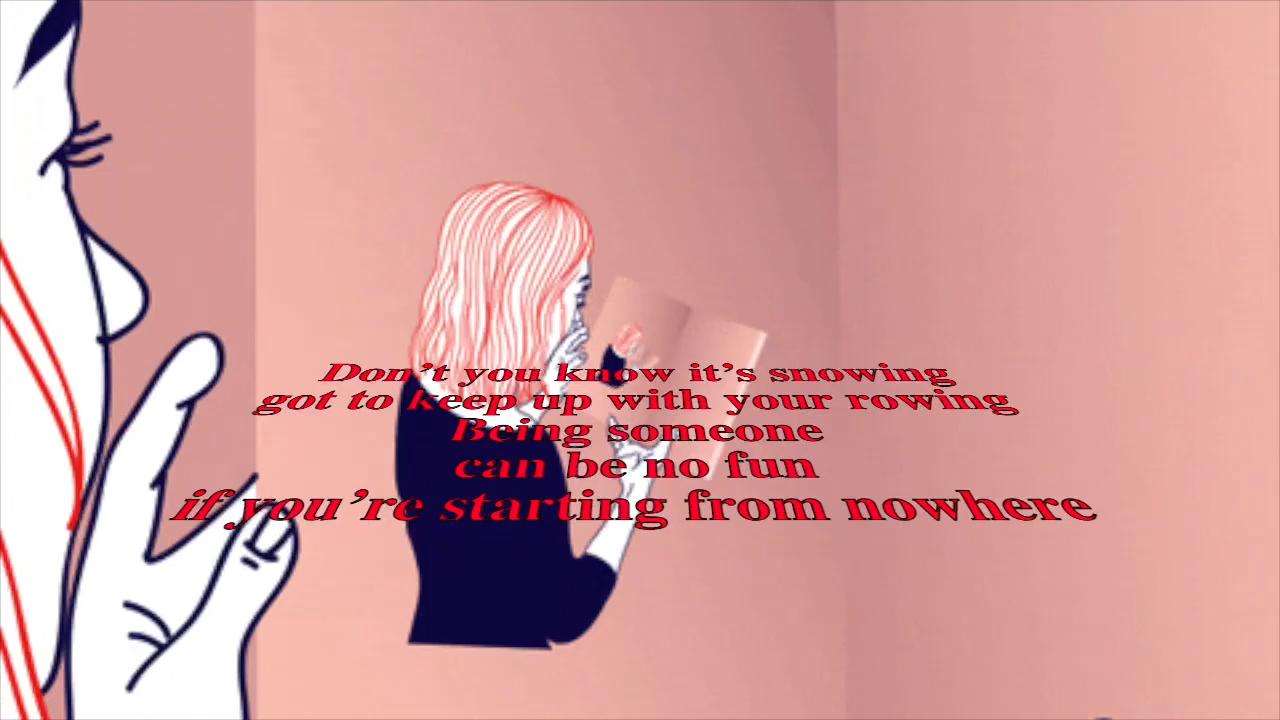 Don't you know it's snowing
got to keep up with your rowing
Being someone
can be no fun
if you're starting from nowhere